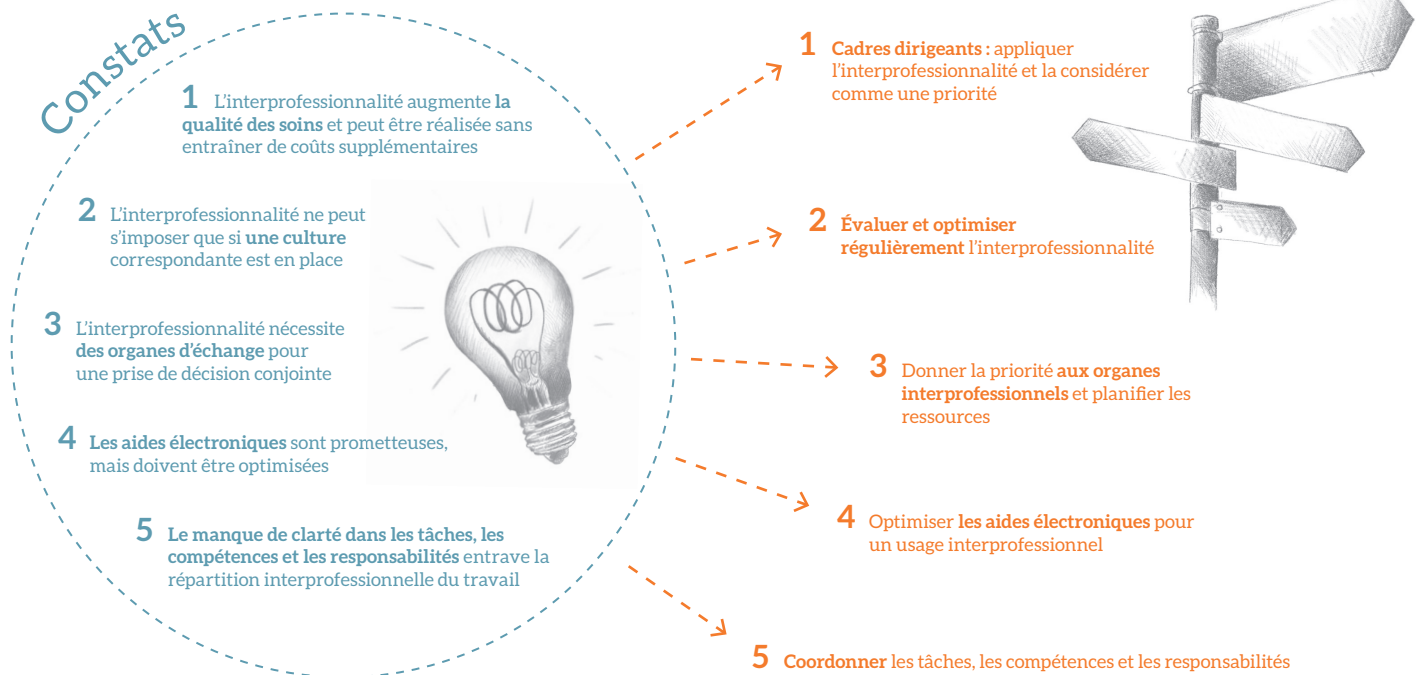 Constats
1 L'interprofessionnalité augmente la
qualité des soins et peut être réalisée sans
entraîner de coûts supplémentaires
2 L'interprofessionnalité ne peut
s'imposer que si une culture
correspondante est en place
3 L'interprofessionnalité nécessite
des organes d'échange pour
une prise de décision conjointe
4 Les aides électroniques sont prometteuses,
mais doivent être optimisées
5 Le manque de clarté dans les tâches, les
compétences et les responsabilités entrave la
répartition interprofessionnelle du travail
1 Cadres dirigeants : appliquer
l'interprofessionnalité et la considérer
comme une priorité
2 Évaluer et optimiser
régulièrement l'interprofessionnalité
3 Donner la priorité aux organes
interprofessionnels et planifier les
ressources
4 Optimiser les aides électroniques pour
un usage interprofessionnel
5 Coordonner les tâches, les compétences et les responsabilités